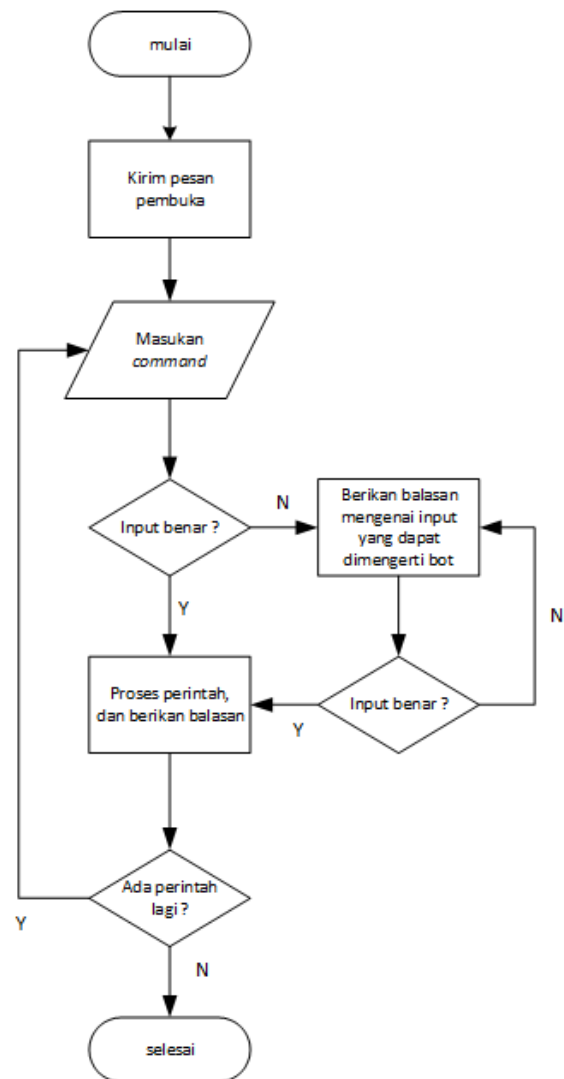 mulai
Kirim pesan
pembuka
Masukan
command
Input benar ?
N
Berikan balasan
mengenai input
yang dapat
dimengerti bot
N
Y
Proses perintah,
dan berikan balasan
Y
Input benar ?
Ada perintah
lagi ?
Y
N
selesai